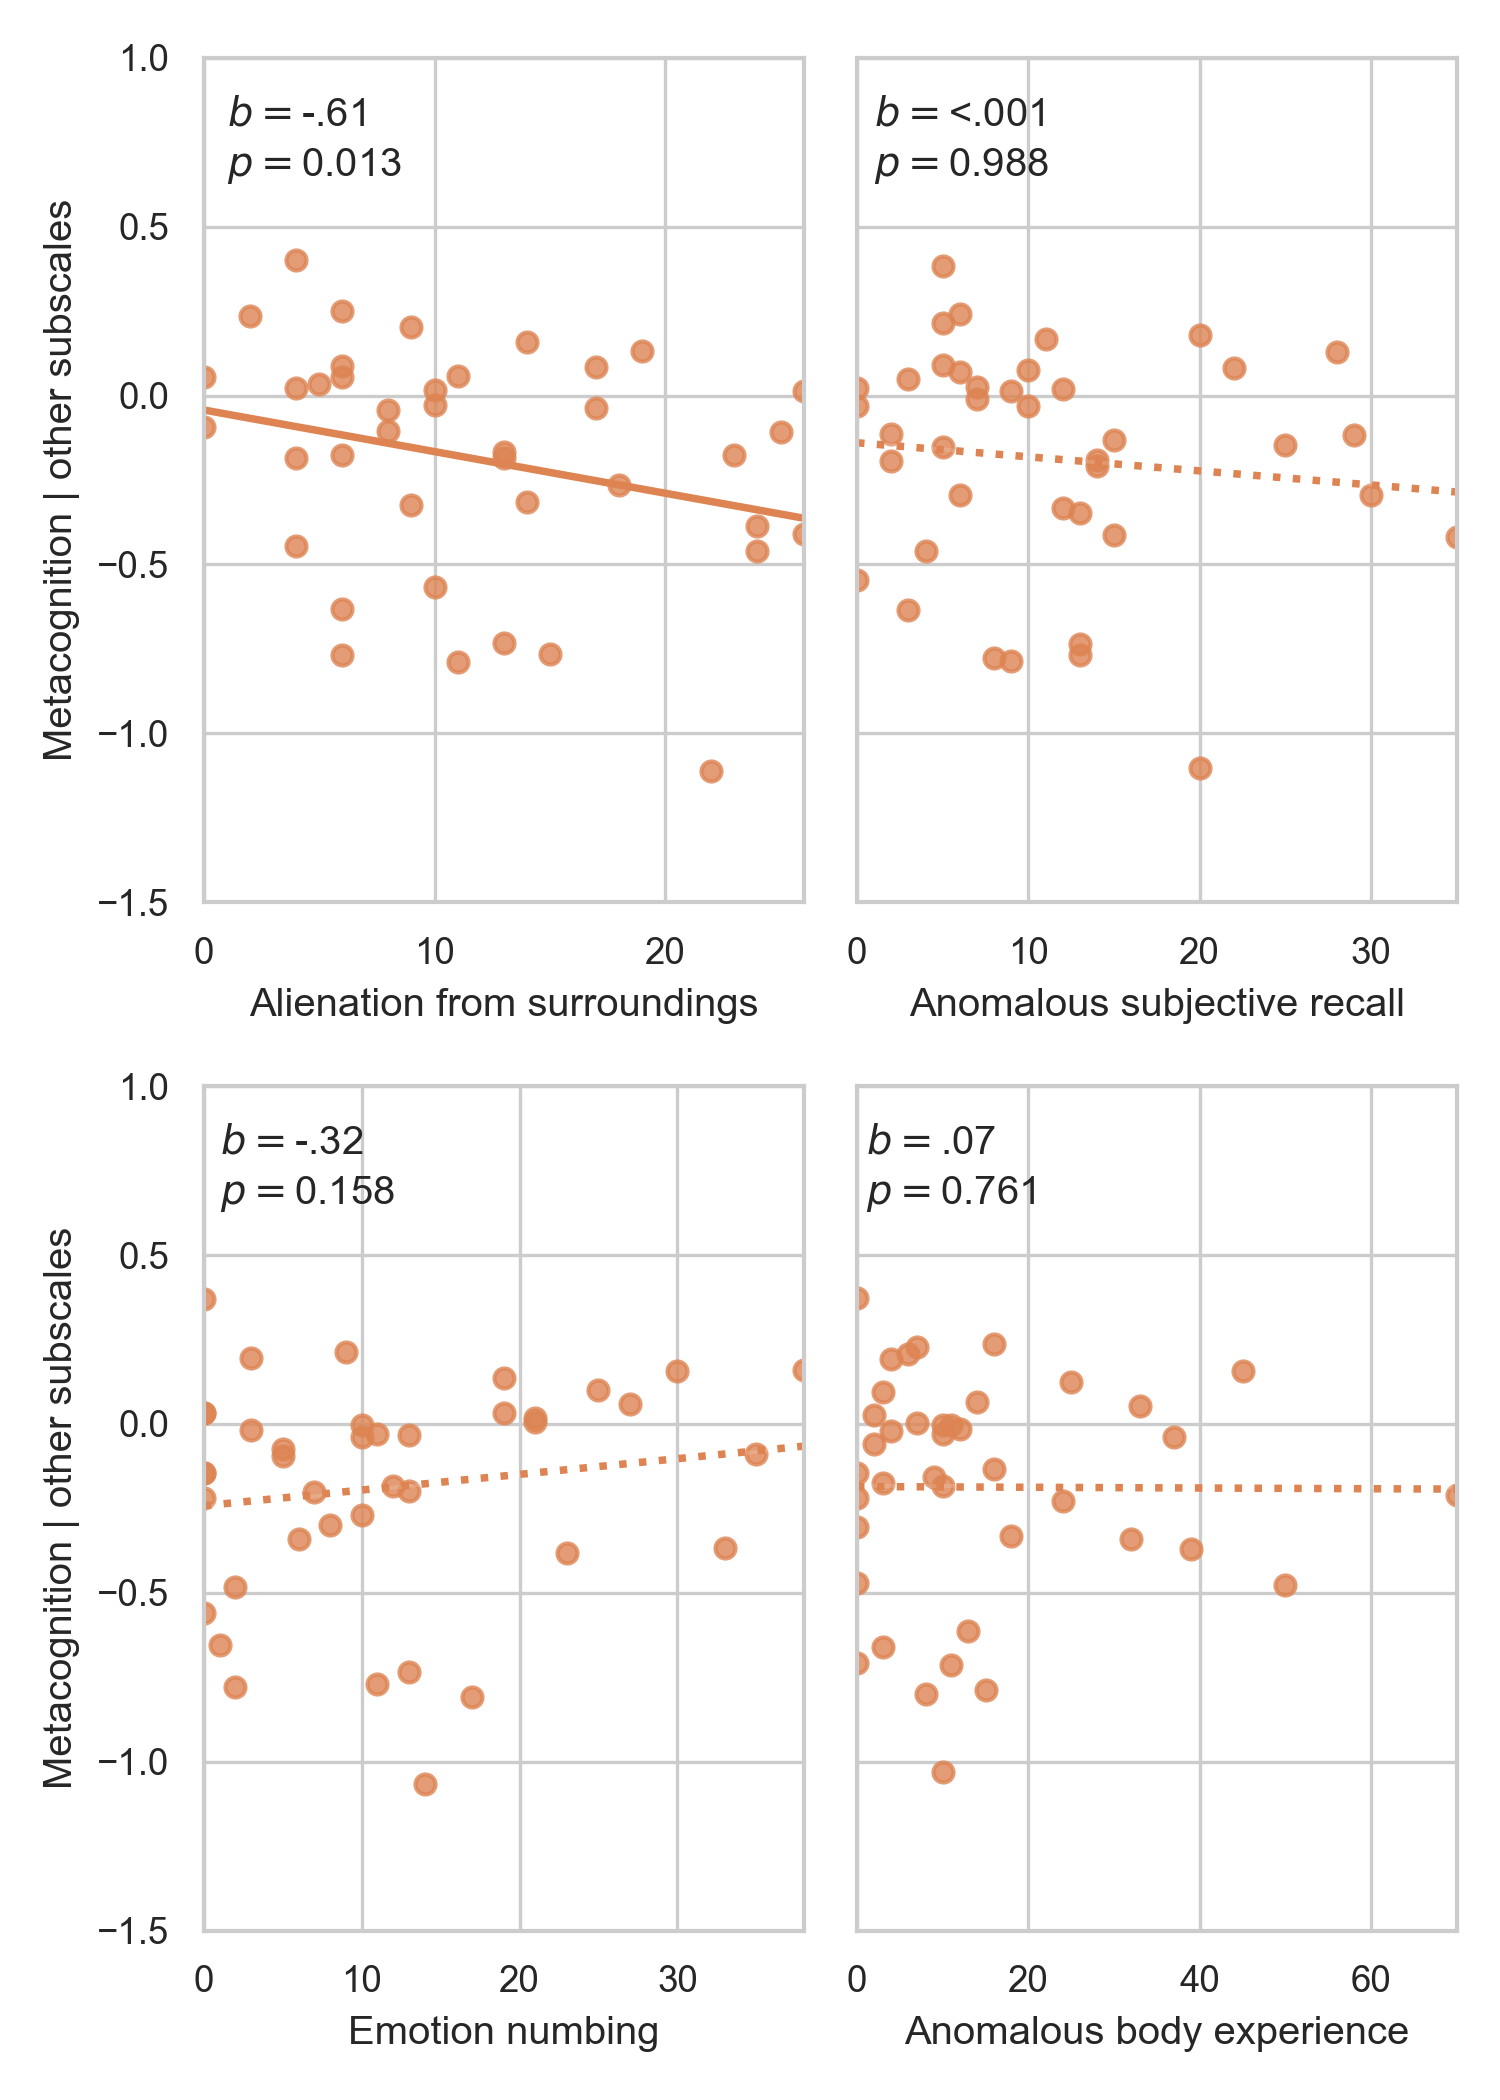 1.0
0.5
0.0
−0.5
−1.0
−1.5
Metacognition | other subscales
b = -.61
p = 0.013
0 10 20
Alienation from surroundings
b = <.001
p = 0.988
0 10 20 30
Anomalous subjective recall
1.0
0.5
0.0
−0.5
−1.0
−1.5
Metacognition | other subscales
b = -.32
p = 0.158
0 10 20 30
Emotion numbing
b = .07
p = 0.761
0 20 40 60
Anomalous body experience